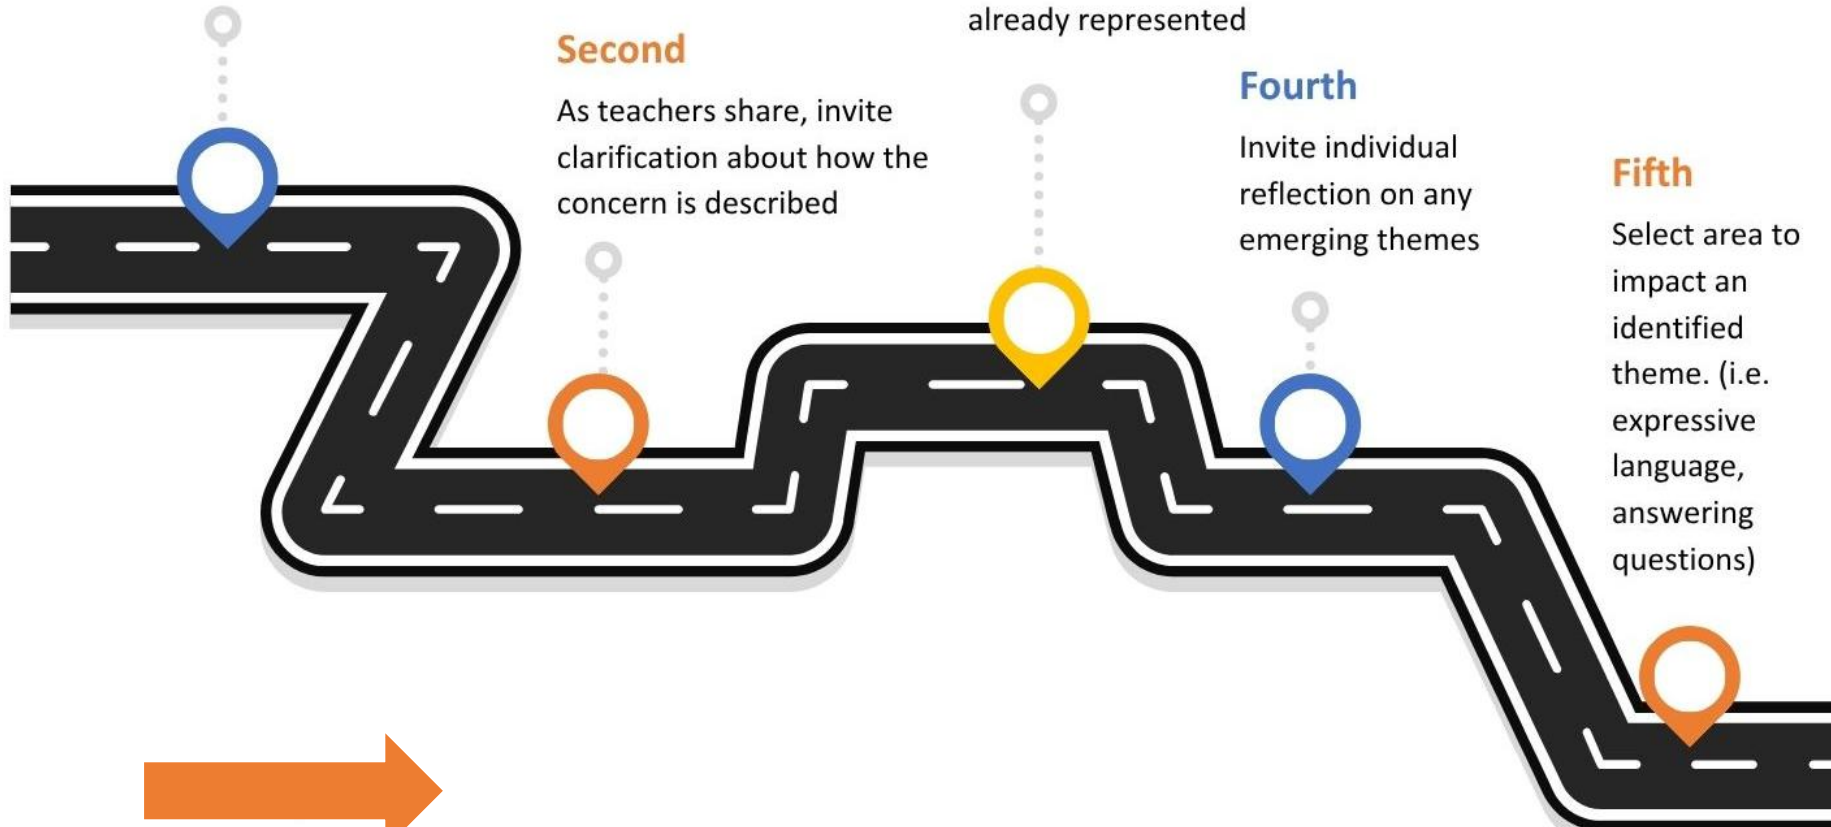 already represented
Second
As teachers share, invite
clarification about how the
concern is described
Fourth
Invite individual
reflection on any
emerging themes
Fifth
Select area to
impact an
identified
theme. (i.e.
expressive
language,
answering
questions)